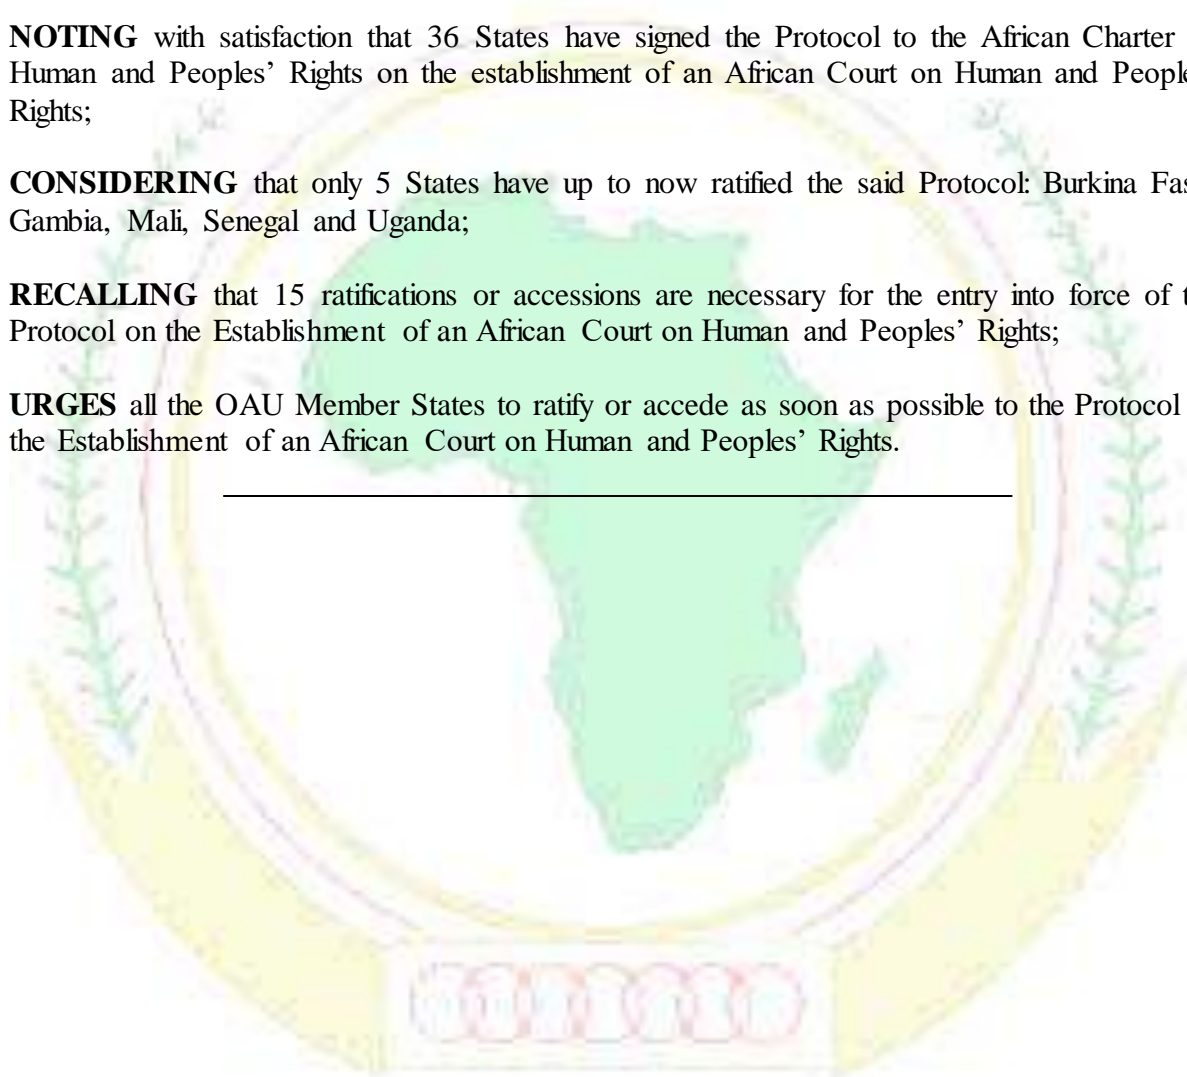 NOTING with satisfaction that 36 States have signed the Protocol to the African Charter
Human and Peoples’ Rights on the establishment of an African Court on Human and People
Rights;
CONSIDERING that only 5 States have up to now ratified the said Protocol: Burkina Fas
Gambia, Mali, Senegal and Uganda;
RECALLING that 15 ratifications or accessions are necessary for the entry into force of t
Protocol on the Establishment of an African Court on Human and Peoples’ Rights;
URGES all the OAU Member States to ratify or accede as soon as possible to the Protocol
the Establishment of an African Court on Human and Peoples’ Rights.